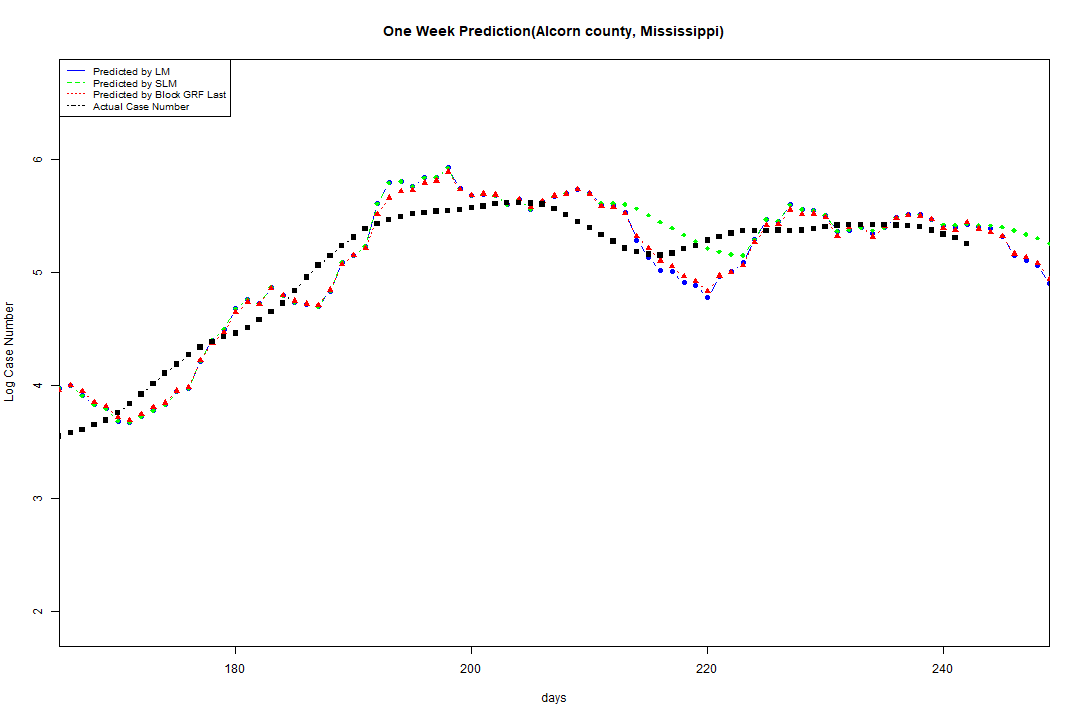 One Week Prediction(Alcorn county, Mississippi)
Predicted by LM
Predicted by SLM
Predicted by Block GRF Last
Actual Case Number
6
5
4
3
2
Log Case Number
180 200 220 240
days